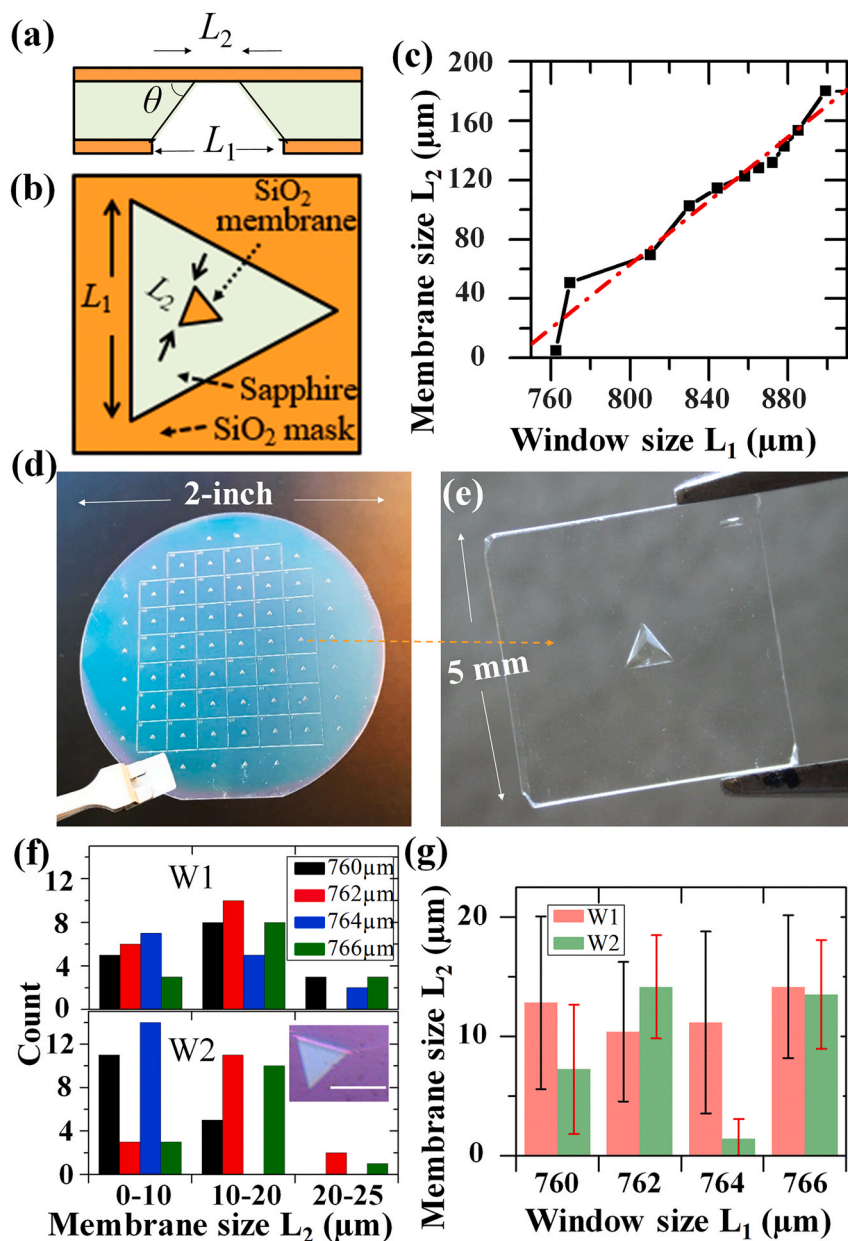 (a)
L₂
θ
L₁
(b)
SiO₂
membrane
L₁
L₂
Sapphire
SiO₂ mask
(c)
Membrane size L₂ (μm)
180
160
120
80
40
0
760 800 840 880
Window size L₁ (μm)
(d)
2-inch
(e)
5 mm
(f)
W1
760μm
762μm
764μm
766μm
12
8
4
0
Count
W2
12
8
4
0
0-10 10-20 20-25
Membrane size L₂ (μm)
(g)
W1
W2
Membrane size L₂ (μm)
20
10
0
760 762 764 766
Window size L₁ (μm)